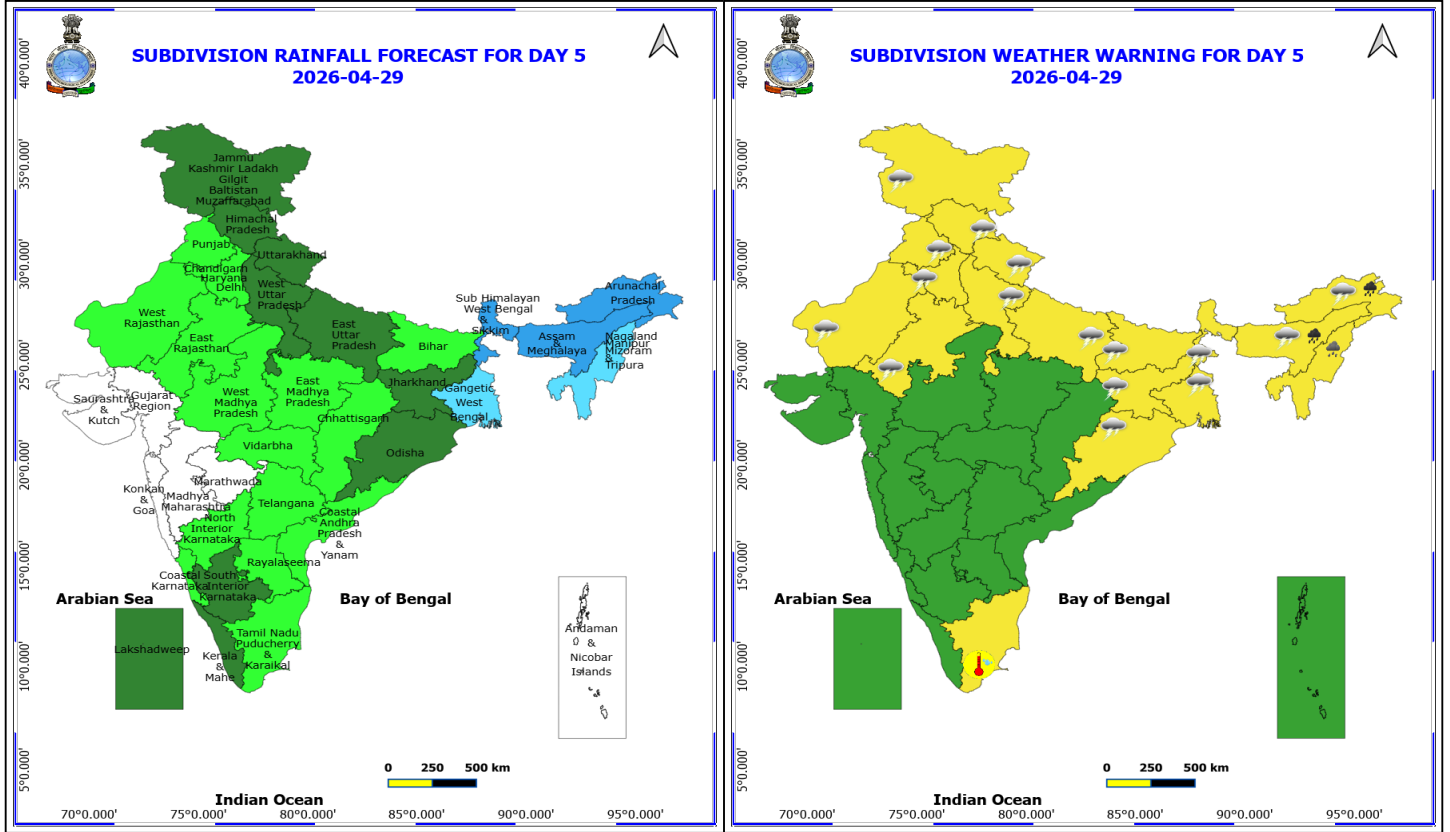 SUBDIVISION RAINFALL FORECAST FOR DAY 5
2026-04-29
40°0.000'
35°0.000'
30°0.000'
25°0.000'
20°0.000'
15°0.000'
10°0.000'
5°0.000'
Jammu
Kashmir Ladakh
Gilgit
Baltistan
Muzaffarabad
Himachal
Pradesh
Punjab
Uttarakhand
Chandigarh
Haryana
Delhi
West
Uttar
Pradesh
West
Rajasthan
East
Rajasthan
East
Uttar
Pradesh
Bihar
Sub Himalayan
West Bengal
&
Sikkim
Arunachal
Pradesh
Assam
&
Meghalaya
Nagaland
Manipur
Mizoram
&
Tripura
Jharkhand
Gangetic
West
Bengal
Saurashtra
&
Kutch
Gujarat
Region
West
Madhya
Pradesh
East
Madhya
Pradesh
Chhattisgarh
Vidarbha
Odisha
Marathwada
Madhya
Maharashtra
Konkan
&
Goa
Telangana
North
Interior
Karnataka
Coastal
Andhra
Pradesh
&
Yanam
Rayalaseema
Coastal
Karnataka
South
Interior
Karnataka
Arabian Sea
Bay of Bengal
Lakshadweep
Kerala
&
Mahe
Tamil Nadu
Puducherry
&
Karaikal
Andaman
&
Nicobar
Islands
0 250 500 km
Indian Ocean
70°0.000' 75°0.000' 80°0.000' 85°0.000' 90°0.000' 95°0.000'
SUBDIVISION WEATHER WARNING FOR DAY 5
2026-04-29
40°0.000'
35°0.000'
30°0.000'
25°0.000'
20°0.000'
15°0.000'
10°0.000'
5°0.000'
Arabian Sea
Bay of Bengal
0 250 500 km
Indian Ocean
70°0.000' 75°0.000' 80°0.000' 85°0.000' 90°0.000' 95°0.000'